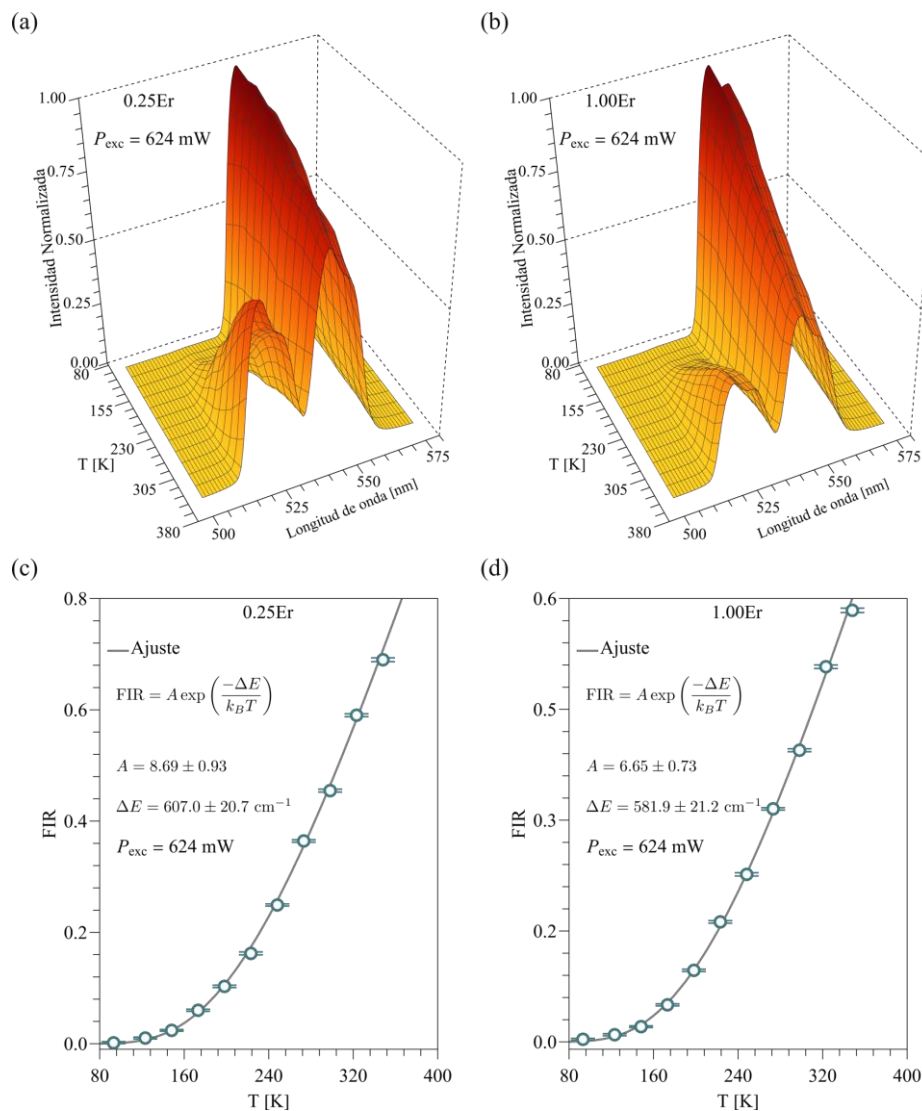 (a)
0.25Er
P_exc = 624 mW
Intensidad Normalizada
1.00
0.75
0.50
0.25
0.00
80
155
230
305
380
T [K]
500
525
550
575
Longitud de onda [nm]
(b)
1.00Er
P_exc = 624 mW
Intensidad Normalizada
1.00
0.75
0.50
0.25
0.00
80
155
230
305
380
T [K]
500
525
550
575
Longitud de onda [nm]
(c)
0.25Er
Ajuste
FIR = A exp (−ΔE / k_B T)
A = 8.69 ± 0.93
ΔE = 607.0 ± 20.7 cm⁻¹
P_exc = 624 mW
FIR
0.8
0.6
0.4
0.2
0.0
80 160 240 320 400
T [K]
(d)
1.00Er
Ajuste
FIR = A exp (−ΔE / k_B T)
A = 6.65 ± 0.73
ΔE = 581.9 ± 21.2 cm⁻¹
P_exc = 624 mW
FIR
0.6
0.5
0.3
0.2
0.0
80 160 240 320 400
T [K]